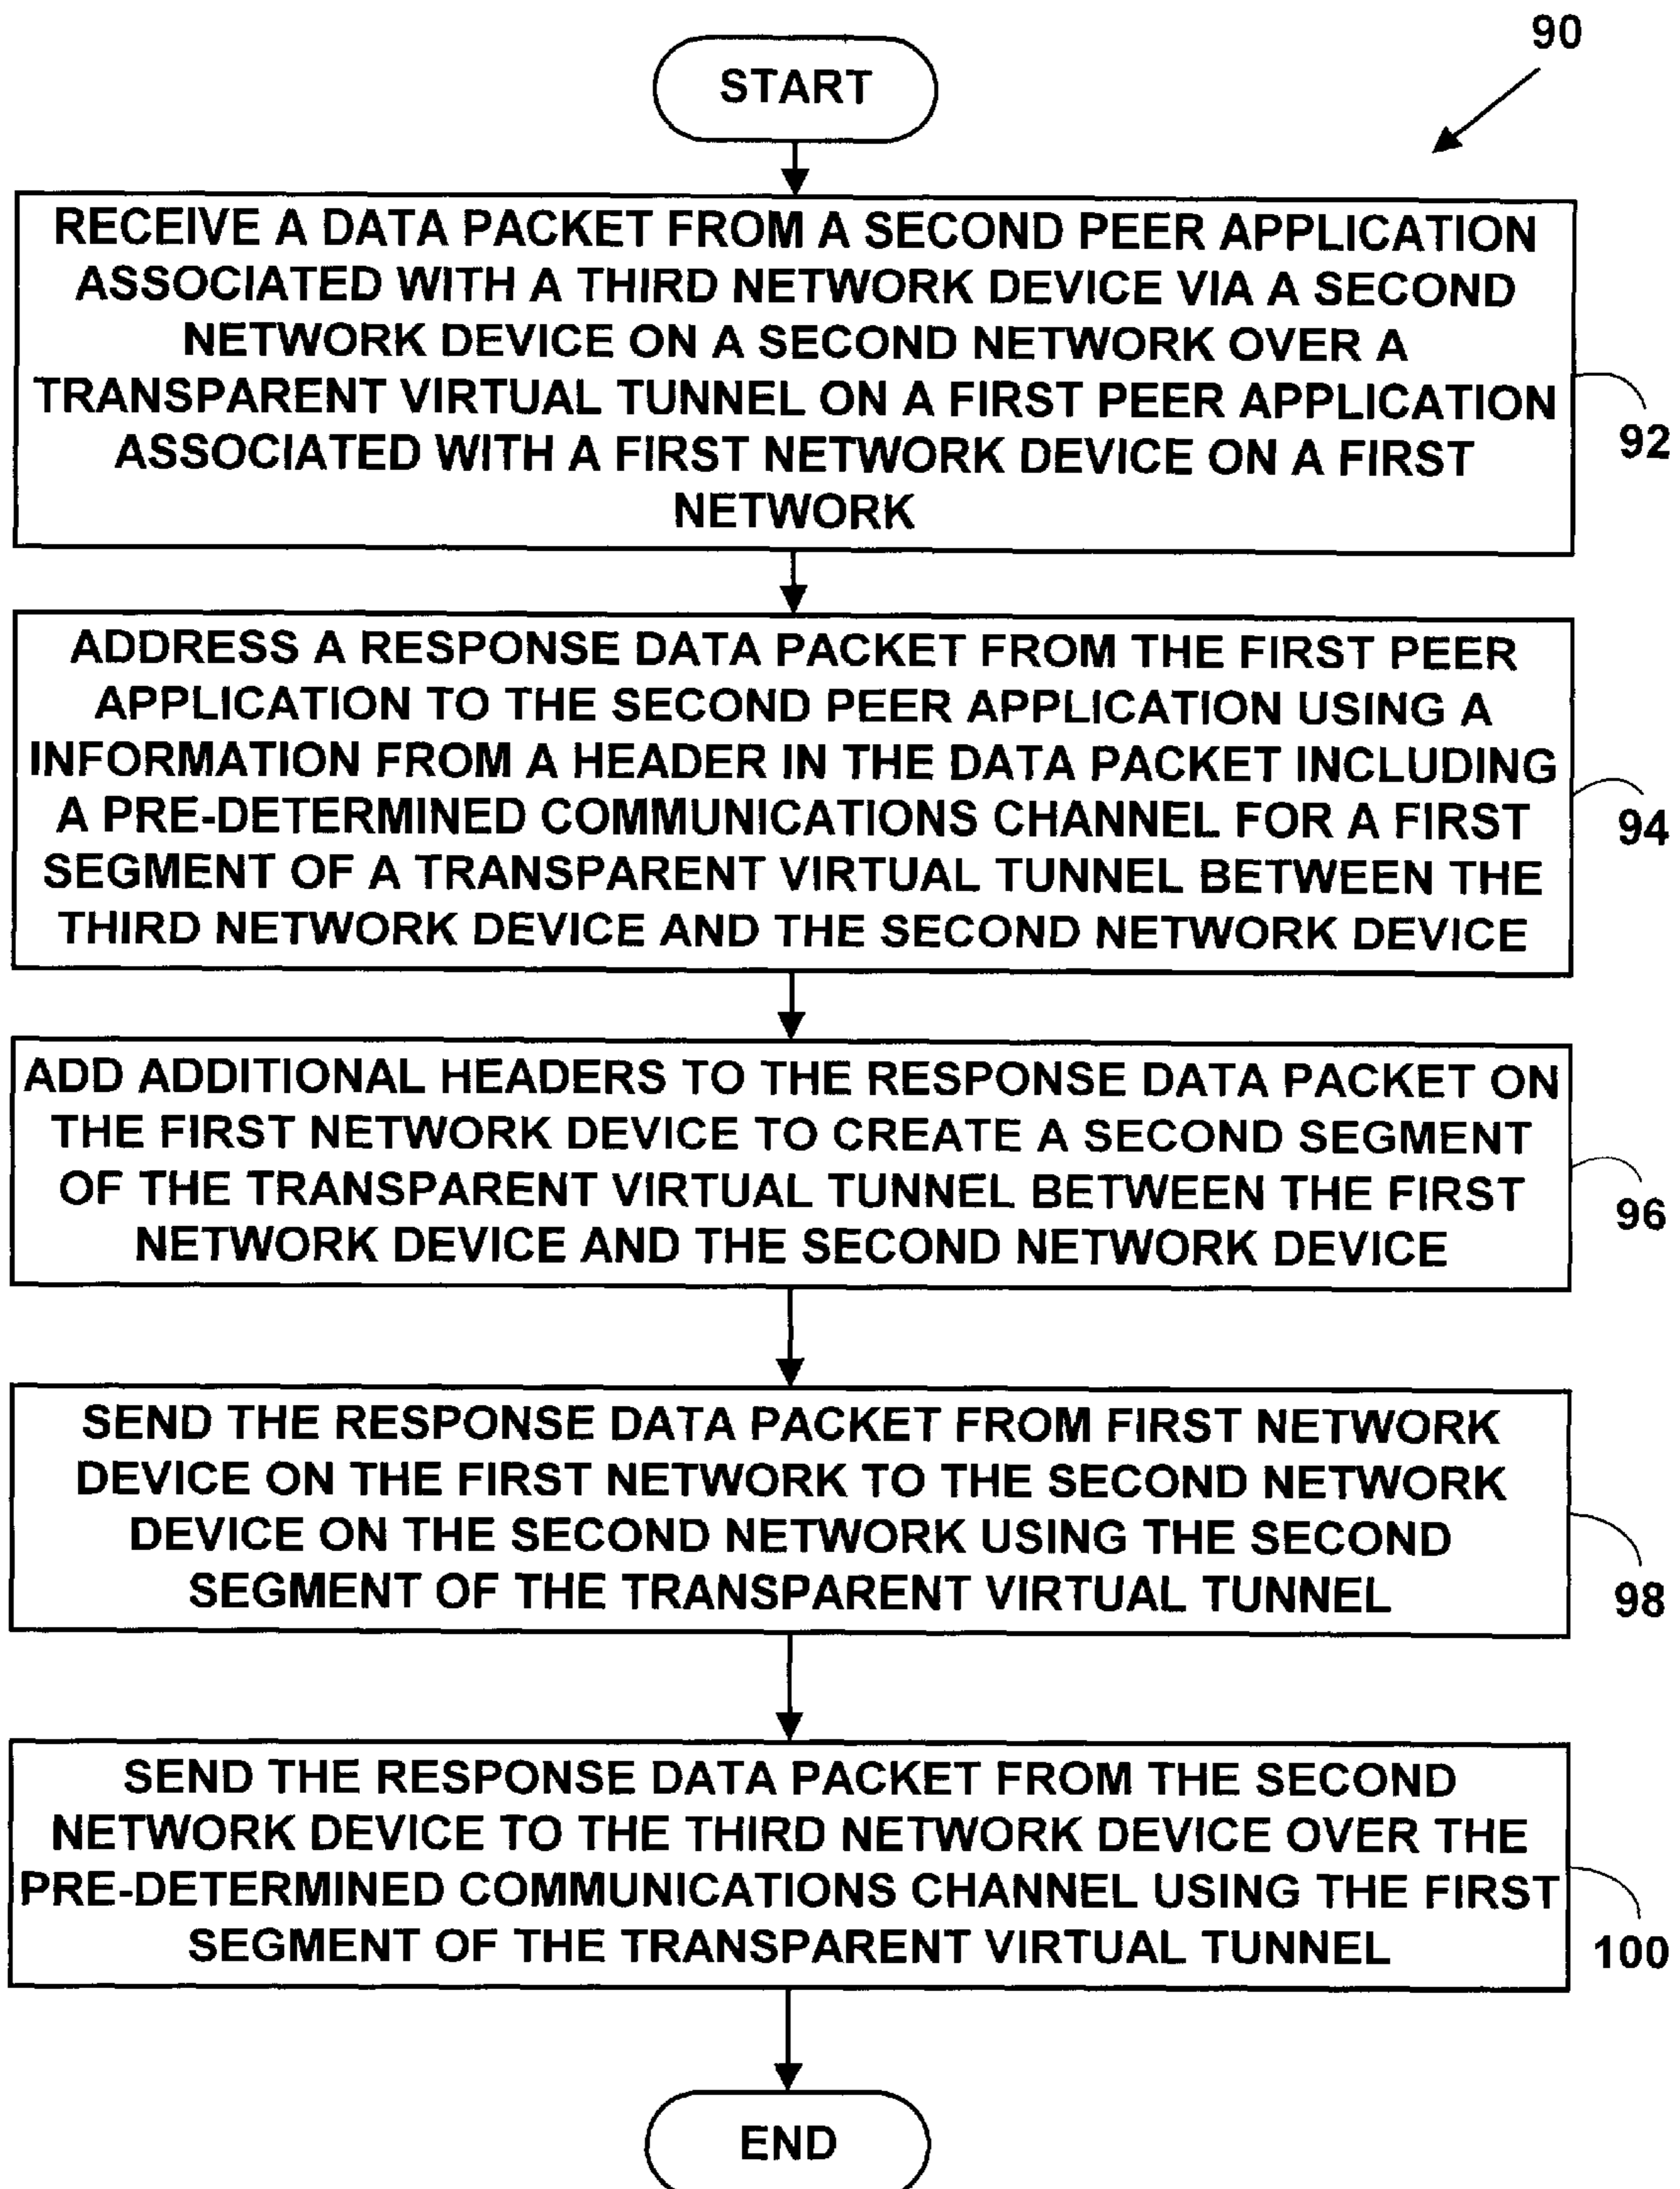 90
START
RECEIVE A DATA PACKET FROM A SECOND PEER APPLICATION
ASSOCIATED WITH A THIRD NETWORK DEVICE VIA A SECOND
NETWORK DEVICE ON A SECOND NETWORK OVER A
TRANSPARENT VIRTUAL TUNNEL ON A FIRST PEER APPLICATION
ASSOCIATED WITH A FIRST NETWORK DEVICE ON A FIRST
NETWORK
92
ADDRESS A RESPONSE DATA PACKET FROM THE FIRST PEER
APPLICATION TO THE SECOND PEER APPLICATION USING A
INFORMATION FROM A HEADER IN THE DATA PACKET INCLUDING
A PRE-DETERMINED COMMUNICATIONS CHANNEL FOR A FIRST
SEGMENT OF A TRANSPARENT VIRTUAL TUNNEL BETWEEN THE
THIRD NETWORK DEVICE AND THE SECOND NETWORK DEVICE
94
ADD ADDITIONAL HEADERS TO THE RESPONSE DATA PACKET ON
THE FIRST NETWORK DEVICE TO CREATE A SECOND SEGMENT
OF THE TRANSPARENT VIRTUAL TUNNEL BETWEEN THE FIRST
NETWORK DEVICE AND THE SECOND NETWORK DEVICE
96
SEND THE RESPONSE DATA PACKET FROM FIRST NETWORK
DEVICE ON THE FIRST NETWORK TO THE SECOND NETWORK
DEVICE ON THE SECOND NETWORK USING THE SECOND
SEGMENT OF THE TRANSPARENT VIRTUAL TUNNEL
98
SEND THE RESPONSE DATA PACKET FROM THE SECOND
NETWORK DEVICE TO THE THIRD NETWORK DEVICE OVER THE
PRE-DETERMINED COMMUNICATIONS CHANNEL USING THE FIRST
SEGMENT OF THE TRANSPARENT VIRTUAL TUNNEL
100
END